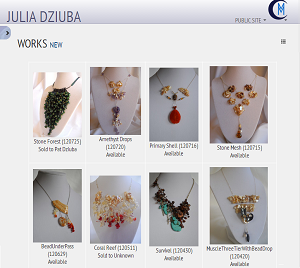 JULIA DZIUBA
PUBLIC SITE
CM
WORKS NEW
Stone Forest (120725)
Sold to Pat Dziuba
Amethyst Drops
(120720)
Available
Primary Shell (120716)
Available
Stone Mesh (120715)
Available
BeadUnderPass
(120629)
Available
Coral Reef (120511)
Sold to Unknown
Survival (120430)
Available
MuscleThreeTierWithBeadDrop
(120420)
Available